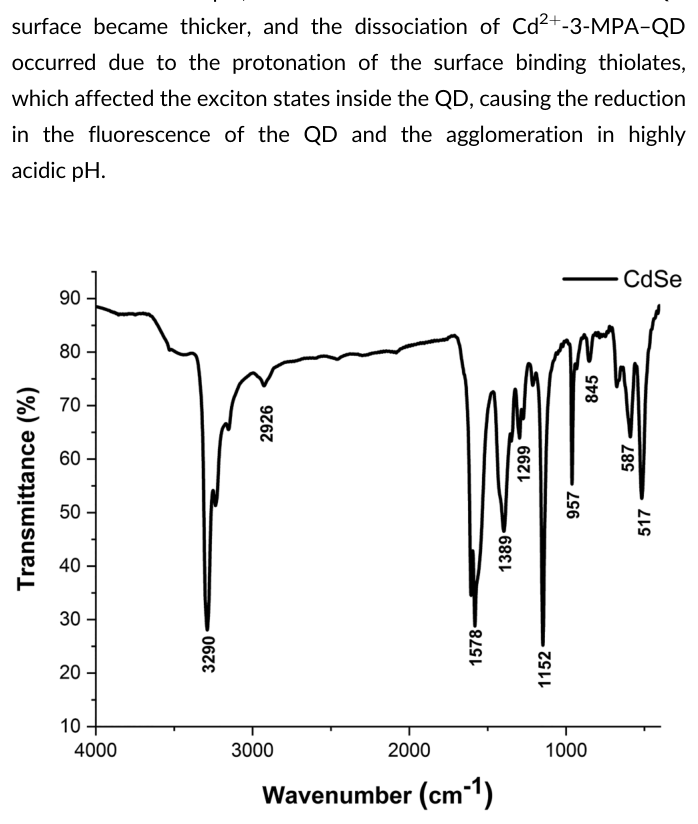 surface became thicker, and the dissociation of Cd²⁺-3-MPA–QD
occurred due to the protonation of the surface binding thiolates,
which affected the exciton states inside the QD, causing the reduction
in the fluorescence of the QD and the agglomeration in highly
acidic pH.
CdSe
90
80
70
60
50
40
30
20
10
Transmittance (%)
3290
2926
1578
1389
1299
1152
957
845
587
517
4000 3000 2000 1000
Wavenumber (cm⁻¹)